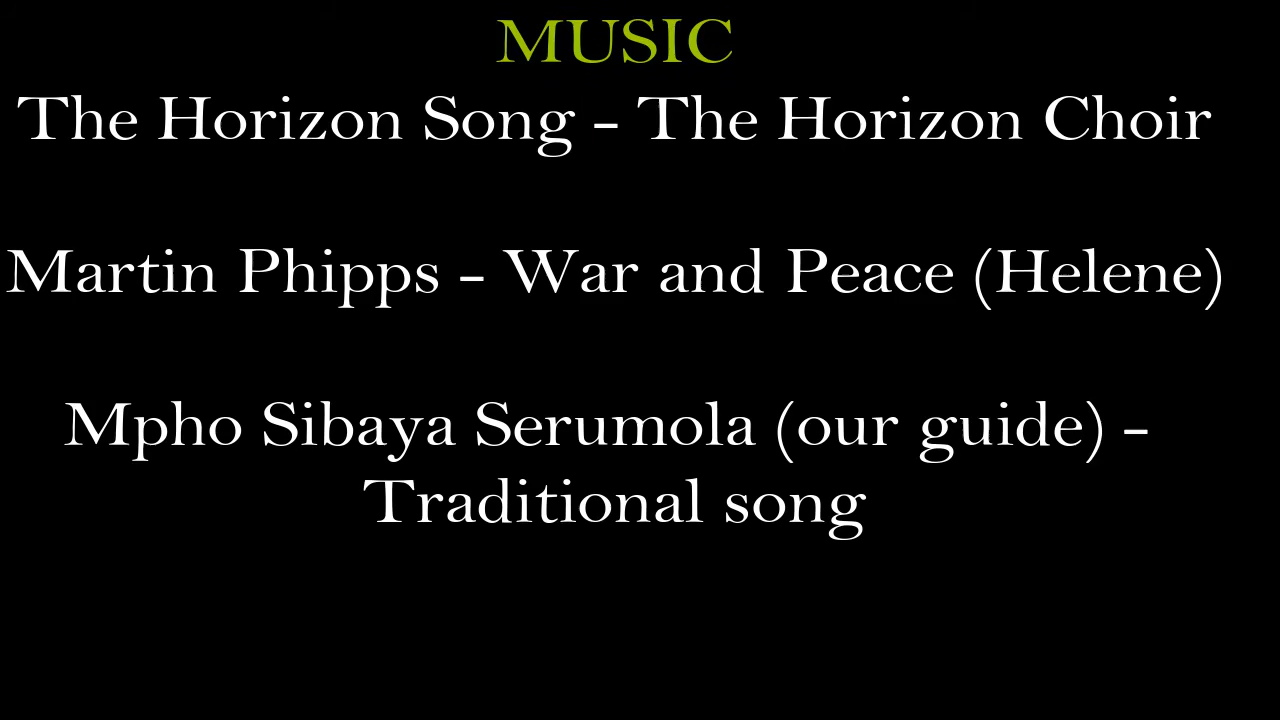 MUSIC
The Horizon Song – The Horizon Choir
Martin Phipps – War and Peace (Helene)
Mpho Sibaya Serumola (our guide) –
Traditional song